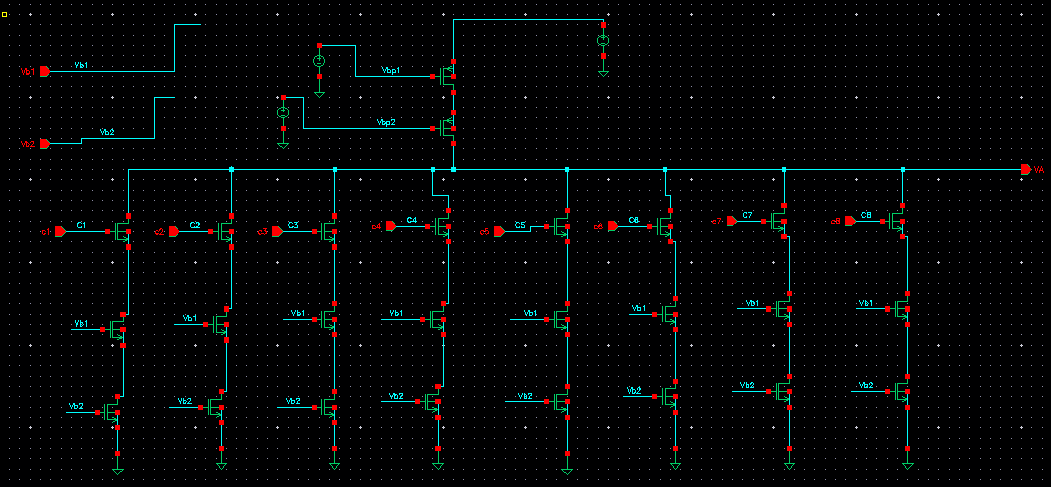 Vb1 Vb1
Vbp1
Vbp2
Vb2 Vb2
VA
c1 C1 c2 C2 c3 C3 c4 C4 c5 C5 c6 C6 c7 C7 c8 C8
Vb1 Vb1 Vb1 Vb1 Vb1 Vb1 Vb1 Vb1
Vb2 Vb2 Vb2 Vb2 Vb2 Vb2 Vb2 Vb2